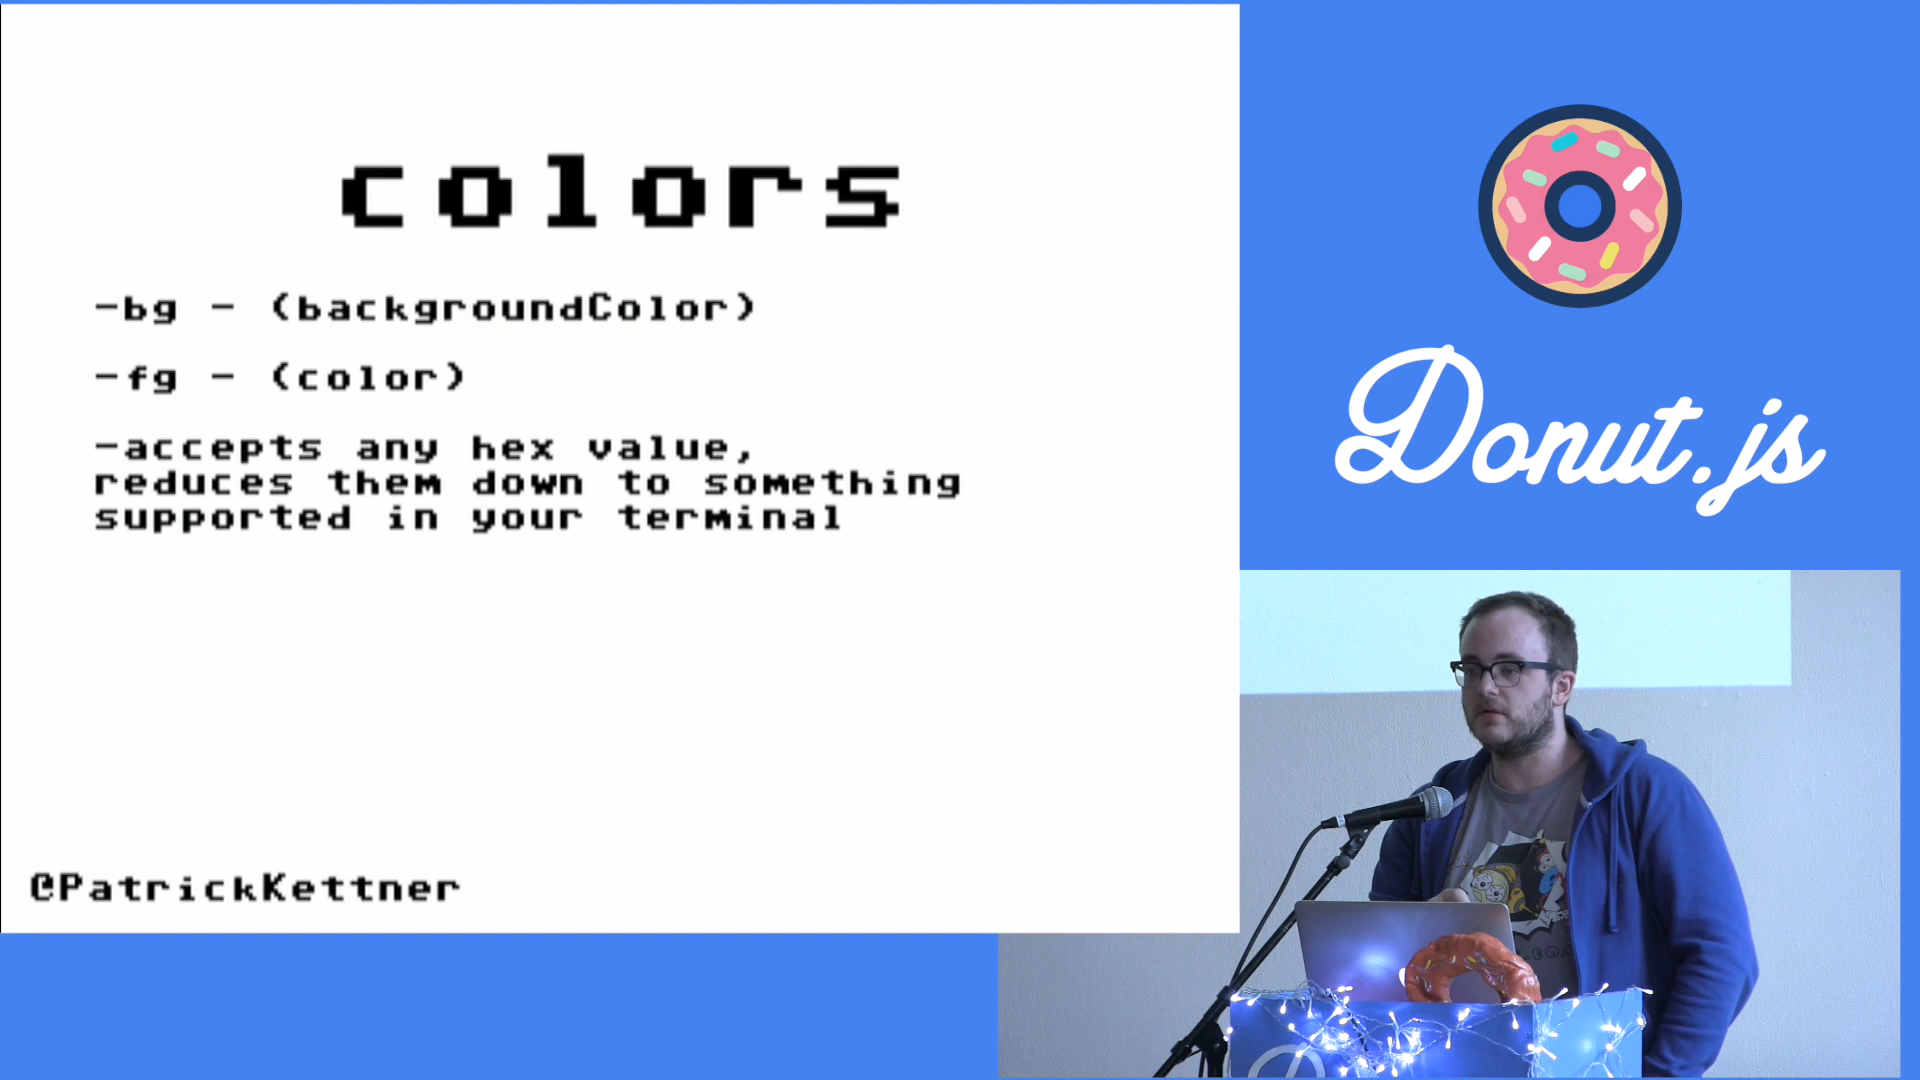 colors
-bg - (backgroundColor)
-fg - (color)
-accepts any hex value,
reduces them down to something
supported in your terminal
@PatrickKettner
Donut.js